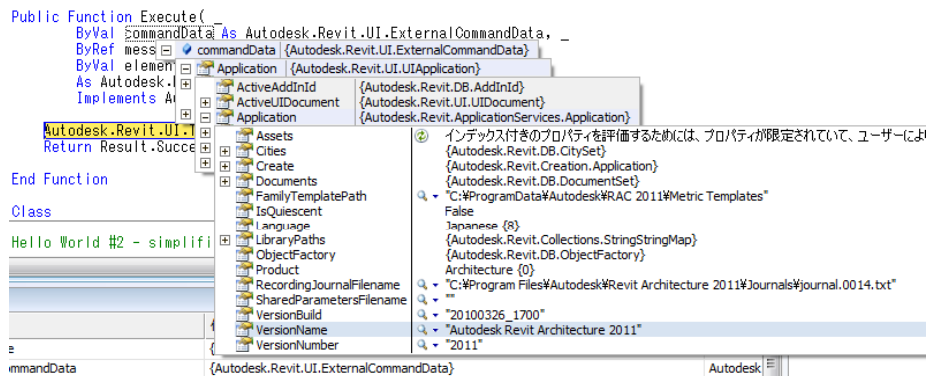 Public Function Execute( _
ByVal commandData As Autodesk.Revit.UI.ExternalCommandData, _
ByRef mess
commandData {Autodesk.Revit.UI.ExternalCommandData}
ByVal elemen
Application {Autodesk.Revit.UI.UIApplication}
As Autodesk.
ActiveAddInId {Autodesk.Revit.DB.AddInId}
Implements A
ActiveUIDocument {Autodesk.Revit.UI.UIDocument}
Application {Autodesk.Revit.ApplicationServices.Application}
Autodesk.Revit.UI.
Return Result.Succe
End Function
Class
Hello World #2 - simplifi
Assets インデックス付きのプロパティを評価するためには、プロパティが限定されていて、ユーザーによ
Cities {Autodesk.Revit.DB.CitySet}
Create {Autodesk.Revit.Creation.Application}
Documents {Autodesk.Revit.DB.DocumentSet}
FamilyTemplatePath "C:¥ProgramData¥Autodesk¥RAC 2011¥Metric Templates"
IsQuiescent False
Language Japanese {8}
LibraryPaths {Autodesk.Revit.Collections.StringStringMap}
ObjectFactory {Autodesk.Revit.DB.ObjectFactory}
Product Architecture {0}
RecordingJournalFilename "C:¥Program Files¥Autodesk¥Revit Architecture 2011¥Journals¥journal.0014.txt"
SharedParametersFilename ""
VersionBuild "20100326_1700"
VersionName "Autodesk Revit Architecture 2011"
VersionNumber "2011"
e {
ommandData {Autodesk.Revit.UI.ExternalCommandData} Autodesk